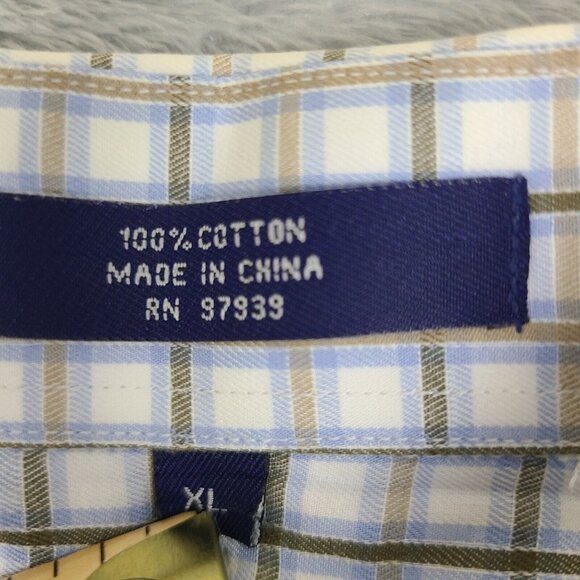 100% COTTON
MADE IN CHINA
RN 97939
XL